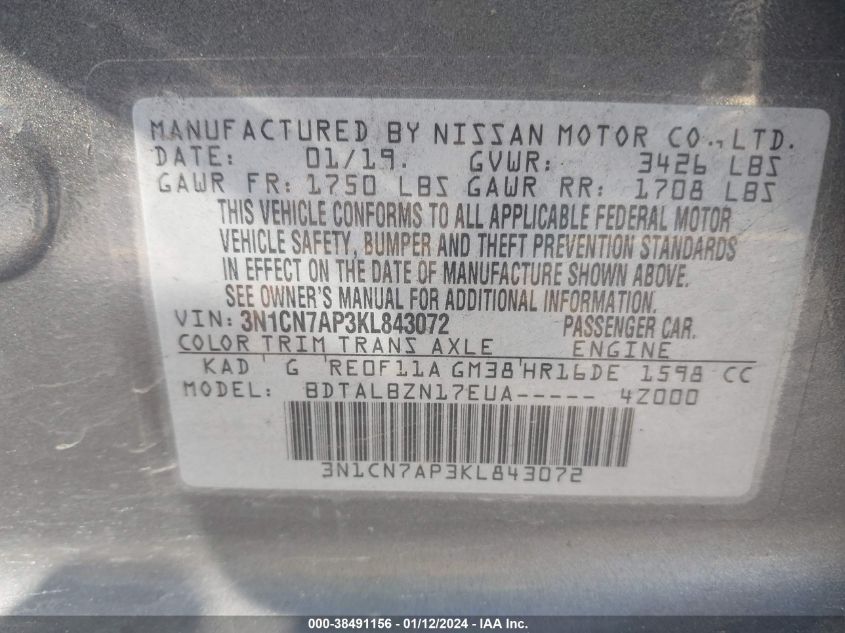 MANUFACTURED BY NISSAN MOTOR CO., LTD.
DATE: 01/19. GVWR: 3426 LBS
GAWR FR: 1750 LBS GAWR RR: 1708 LBS
THIS VEHICLE CONFORMS TO ALL APPLICABLE FEDERAL MOTOR
VEHICLE SAFETY, BUMPER AND THEFT PREVENTION STANDARDS
IN EFFECT ON THE DATE OF MANUFACTURE SHOWN ABOVE.
SEE OWNER'S MANUAL FOR ADDITIONAL INFORMATION.
VIN: 3N1CN7AP3KL843072 PASSENGER CAR.
COLOR TRIM TRANS AXLE ENGINE
KAD G RE0F11A GM38 HR16DE 1598 CC
MODEL: BDTALBZN17EUA----- 4Z000
3N1CN7AP3KL843072
000-38491156 - 01/12/2024 - IAA Inc.